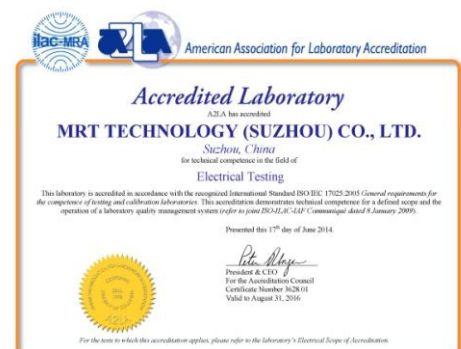 ilac-MRA
A2LA
American Association for Laboratory Accreditation
Accredited Laboratory
A2LA has accredited
MRT TECHNOLOGY (SUZHOU) CO., LTD.
Suzhou, China
for technical competence in the field of
Electrical Testing
This laboratory is accredited in accordance with the recognized International Standard ISO/IEC 17025:2005 General requirements for
the competence of testing and calibration laboratories. This accreditation demonstrates technical competence for a defined scope and the
operation of a laboratory quality management system (refer to joint ISO-ILAC-IAF Communiqué dated 8 January 2009).
Presented this 17th day of June 2014.
President & CEO
For the Accreditation Council
Certificate Number 3628.01
Valid to August 31, 2016
A2LA
For the tests to which this accreditation applies, please refer to the laboratory's Electrical Scope of Accreditation.